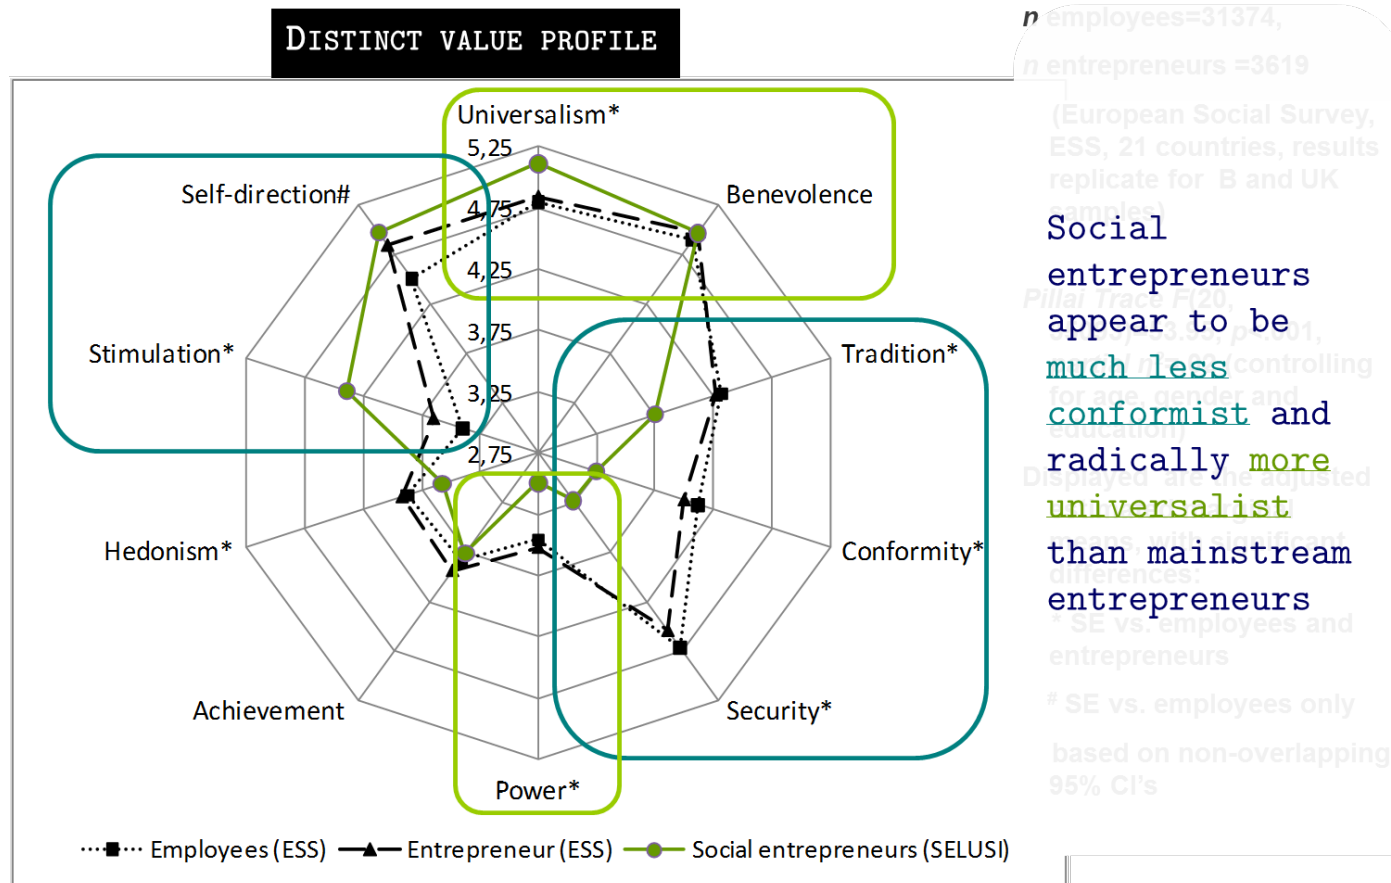 DISTINCT VALUE PROFILE
n employees=31374,
n entrepreneurs =3619
(European Social Survey,
ESS, 21 countries, results
replicate for B and UK
samples)
Social
entrepreneurs
appear to be
much less
conformist and
radically more
universalist
than mainstream
entrepreneurs
Pillai Trace F(20,
controlling
for age, gender and
education)
Displayed are the adjusted
means, with significant
differences:
* SE vs. employees and
entrepreneurs
# SE vs. employees only
based on non-overlapping
95% CI's
Universalism*
5,25
Self-direction#
4,75
Benevolence
4,25
3,75
Stimulation*
Tradition*
3,25
2,75
Hedonism*
Conformity*
Achievement
Security*
Power*
Employees (ESS)
Entrepreneur (ESS)
Social entrepreneurs (SELUSI)